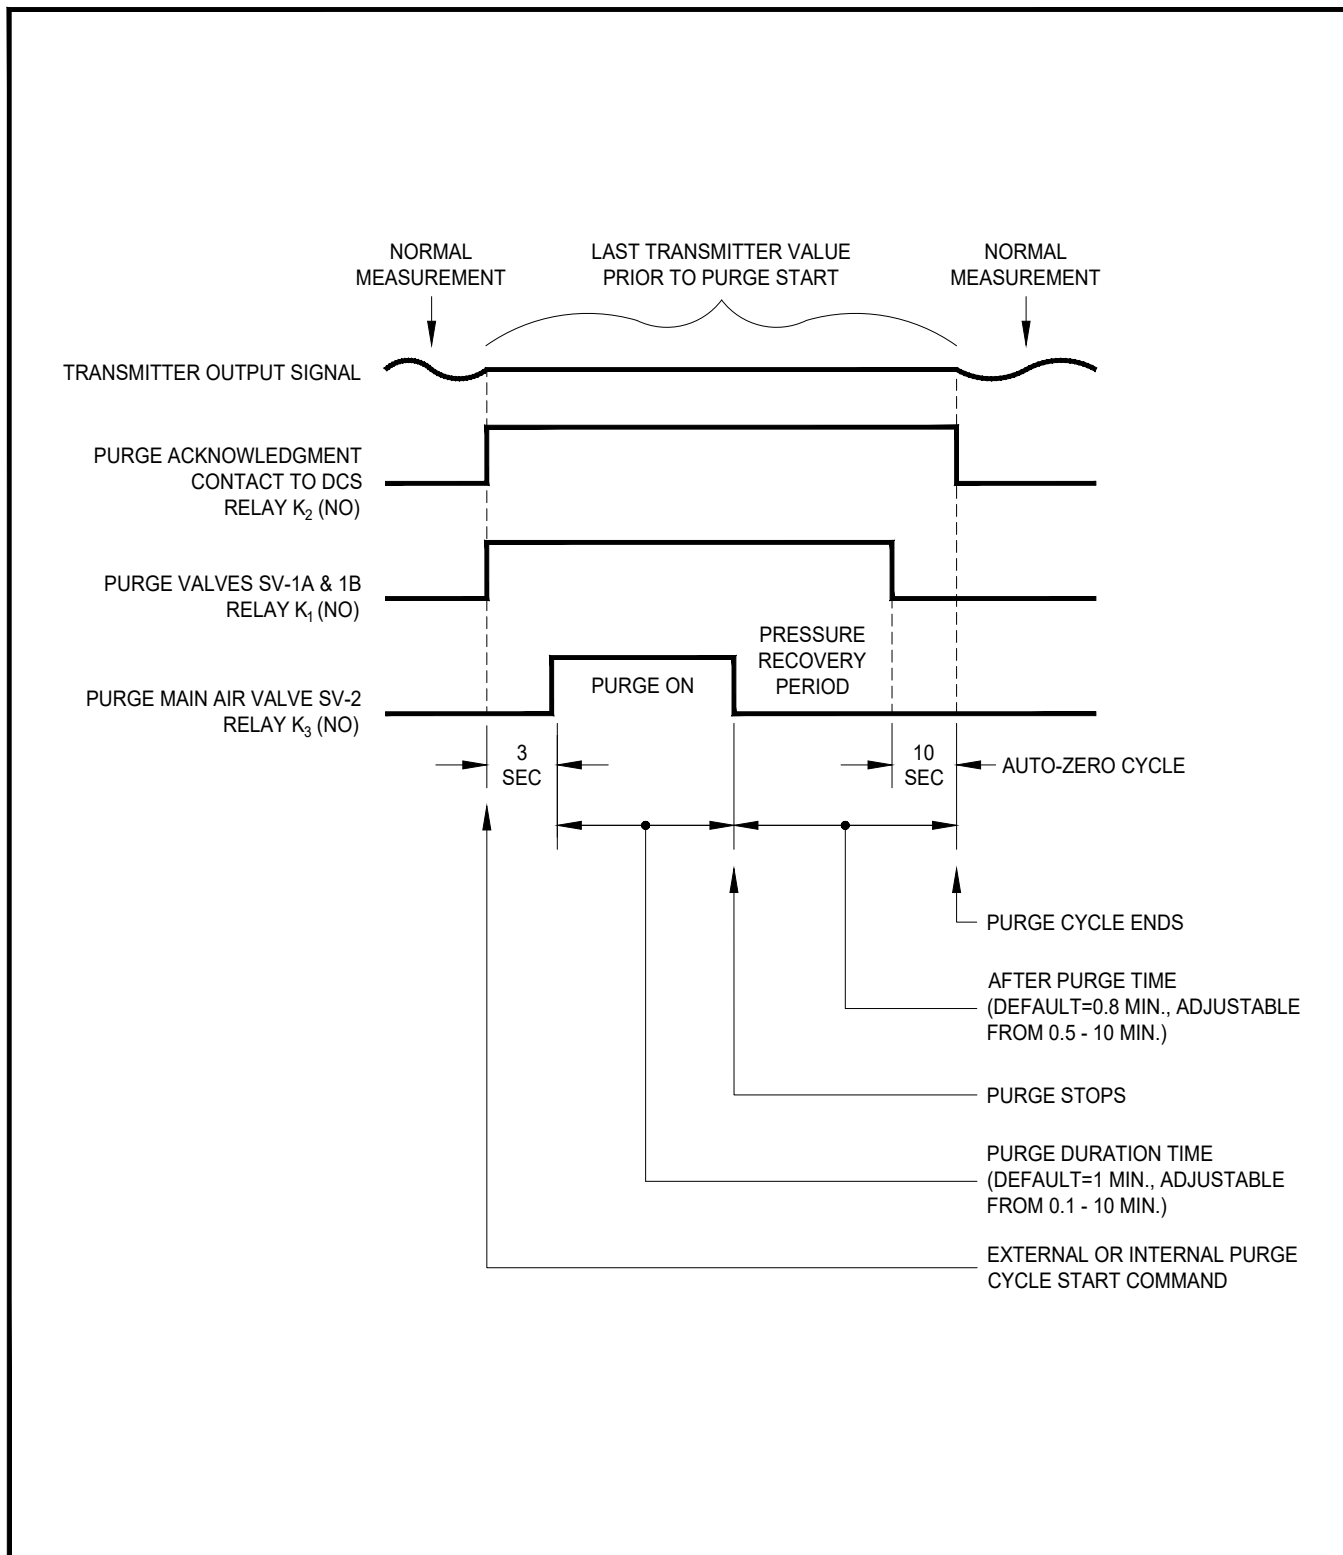 NORMAL
MEASUREMENT
LAST TRANSMITTER VALUE
PRIOR TO PURGE START
NORMAL
MEASUREMENT
TRANSMITTER OUTPUT SIGNAL
PURGE ACKNOWLEDGMENT
CONTACT TO DCS
RELAY K2 (NO)
PURGE VALVES SV-1A & 1B
RELAY K1 (NO)
PRESSURE
RECOVERY
PERIOD
PURGE ON
PURGE MAIN AIR VALVE SV-2
RELAY K3 (NO)
3
SEC
10
SEC
AUTO-ZERO CYCLE
PURGE CYCLE ENDS
AFTER PURGE TIME
(DEFAULT=0.8 MIN., ADJUSTABLE
FROM 0.5 - 10 MIN.)
PURGE STOPS
PURGE DURATION TIME
(DEFAULT=1 MIN., ADJUSTABLE
FROM 0.1 - 10 MIN.)
EXTERNAL OR INTERNAL PURGE
CYCLE START COMMAND